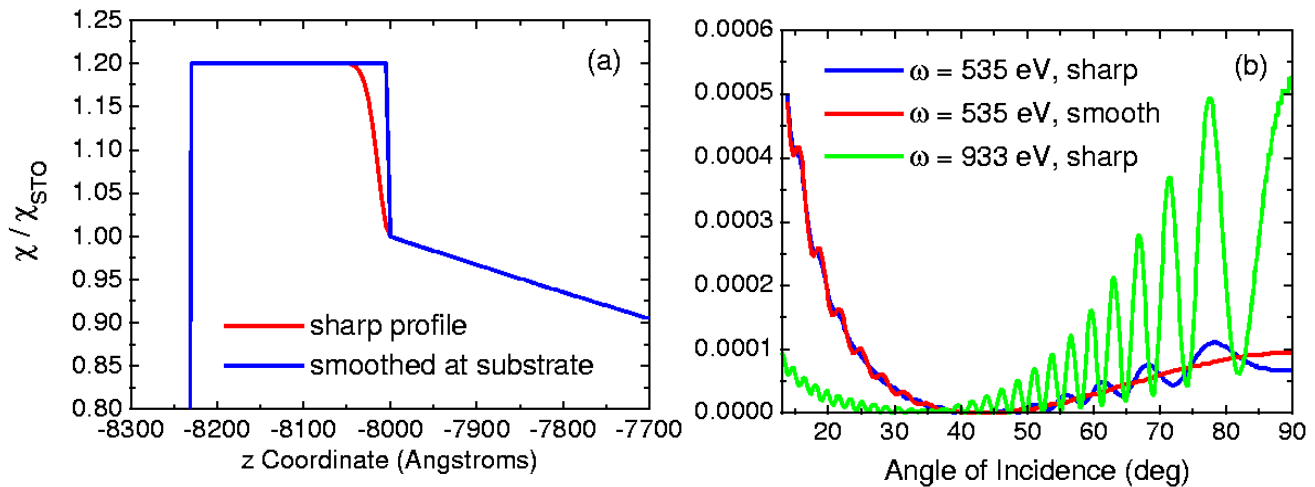 (a)
χ / χSTO
1.25
1.20
1.15
1.10
1.05
1.00
0.95
0.90
0.85
0.80
sharp profile
smoothed at substrate
-8300 -8200 -8100 -8000 -7900 -7800 -7700
z Coordinate (Angstroms)
(b)
0.0006
0.0005
0.0004
0.0003
0.0002
0.0001
0.0000
ω = 535 eV, sharp
ω = 535 eV, smooth
ω = 933 eV, sharp
20 30 40 50 60 70 80 90
Angle of Incidence (deg)